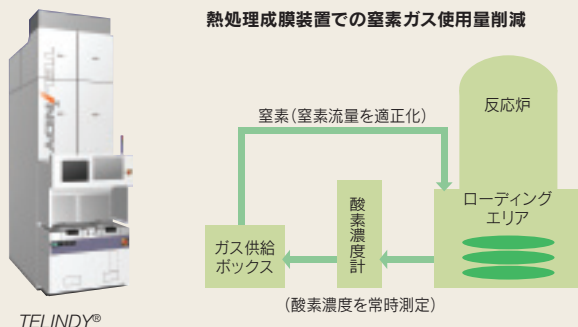 熱処理成膜装置での窒素ガス使用量削減
窒素(窒素流量を適正化)
反応炉
ローディング
エリア
酸素濃度計
ガス供給
ボックス
(酸素濃度を常時測定)
TELINDY
TELINDY®